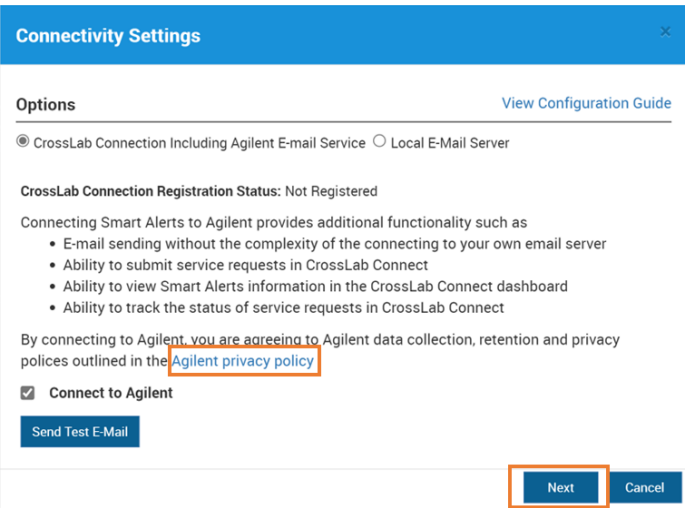 Connectivity Settings
×
Options
View Configuration Guide
CrossLab Connection Including Agilent E-mail Service Local E-Mail Server
CrossLab Connection Registration Status: Not Registered
Connecting Smart Alerts to Agilent provides additional functionality such as
• E-mail sending without the complexity of the connecting to your own email server
• Ability to submit service requests in CrossLab Connect
• Ability to view Smart Alerts information in the CrossLab Connect dashboard
• Ability to track the status of service requests in CrossLab Connect
By connecting to Agilent, you are agreeing to Agilent data collection, retention and privacy
polices outlined in the Agilent privacy policy
Connect to Agilent
Send Test E-Mail
Next Cancel